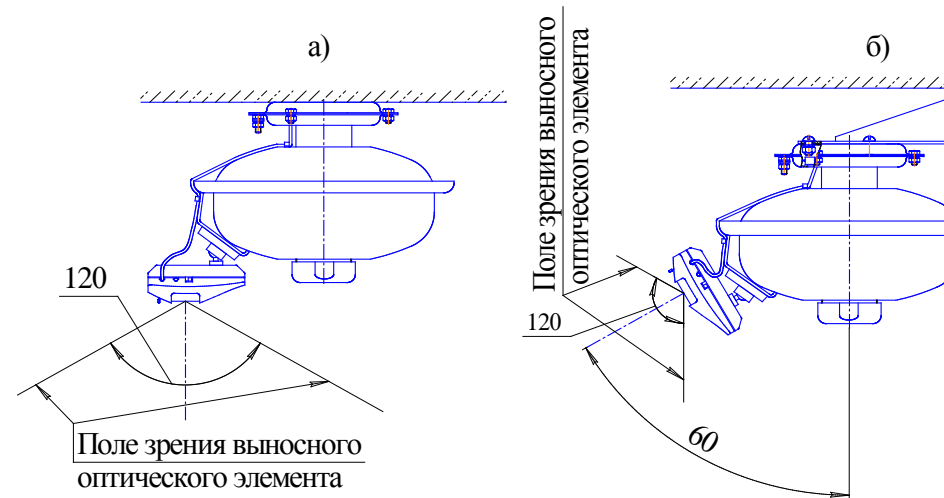 а)
120
Поле зрения выносного
оптического элемента
б)
Поле зрения выносного
оптического элемента
120
60